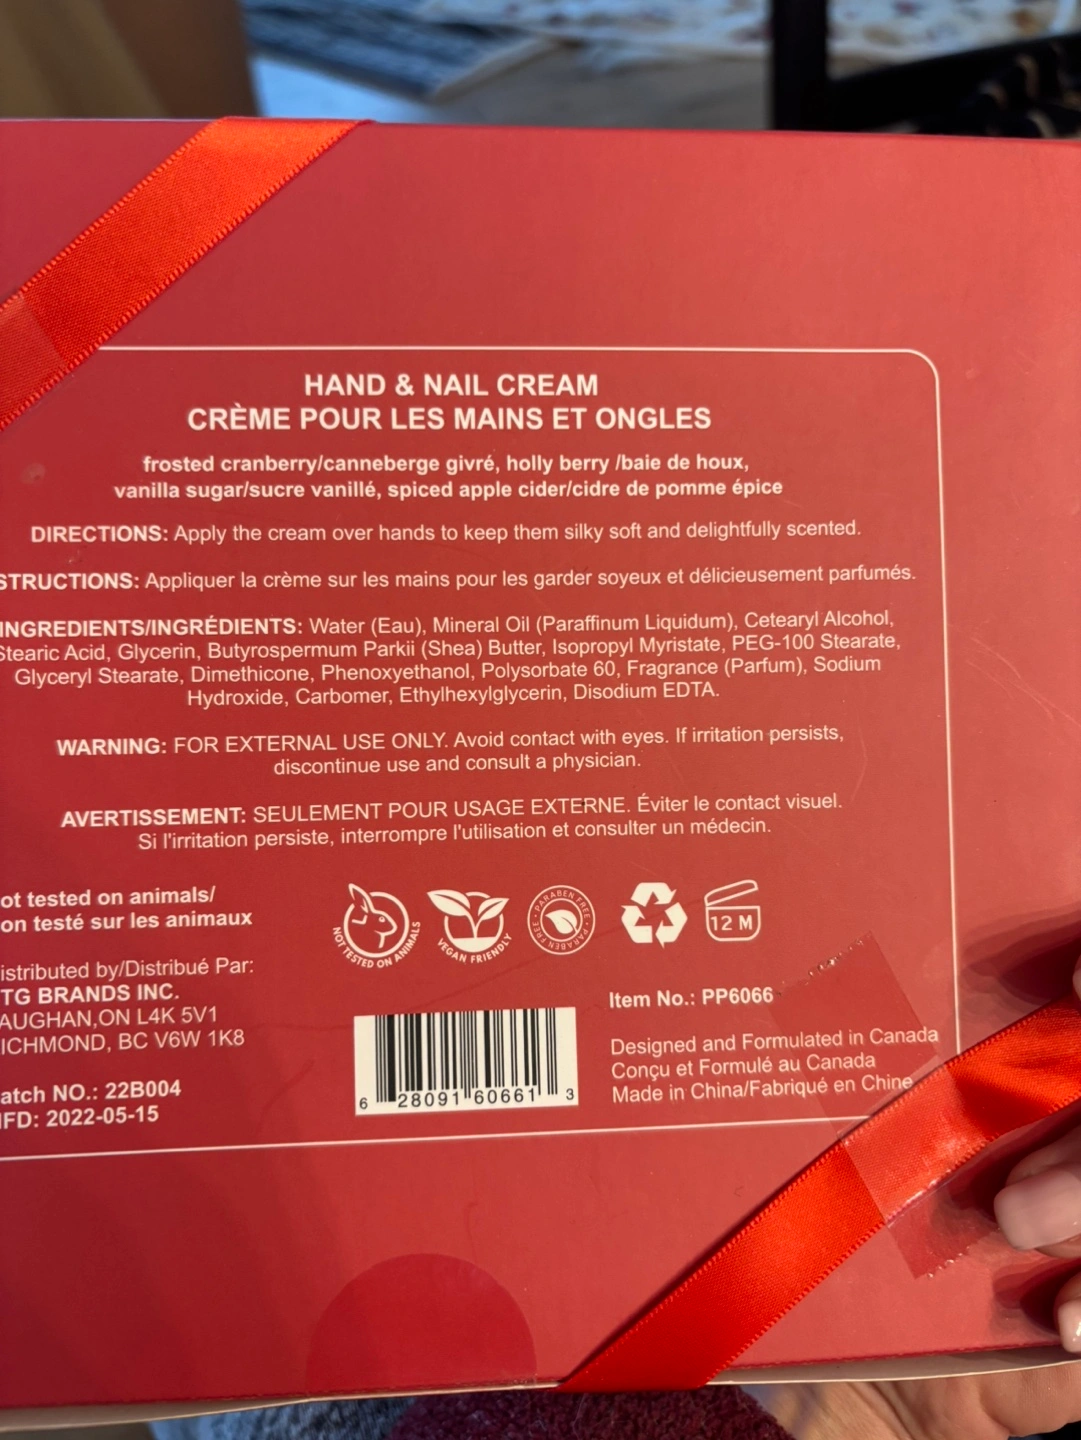 HAND & NAIL CREAM
CRÈME POUR LES MAINS ET ONGLES
frosted cranberry/canneberge givré, holly berry /baie de houx,
vanilla sugar/sucre vanillé, spiced apple cider/cidre de pomme épice
DIRECTIONS: Apply the cream over hands to keep them silky soft and delightfully scented.
STRUCTIONS: Appliquer la crème sur les mains pour les garder soyeux et délicieusement parfumés.
INGREDIENTS/INGRÉDIENTS: Water (Eau), Mineral Oil (Paraffinum Liquidum), Cetearyl Alcohol,
Stearic Acid, Glycerin, Butyrospermum Parkii (Shea) Butter, Isopropyl Myristate, PEG-100 Stearate,
Glyceryl Stearate, Dimethicone, Phenoxyethanol, Polysorbate 60, Fragrance (Parfum), Sodium
Hydroxide, Carbomer, Ethylhexylglycerin, Disodium EDTA.
WARNING: FOR EXTERNAL USE ONLY. Avoid contact with eyes. If irritation persists,
discontinue use and consult a physician.
AVERTISSEMENT: SEULEMENT POUR USAGE EXTERNE. Éviter le contact visuel.
Si l'irritation persiste, interrompre l'utilisation et consulter un médecin.
ot tested on animals/
on testé sur les animaux
NOT TESTED ON ANIMALS
VEGAN FRIENDLY
PARABEN FREE • PARABEN FREE •
12 M
istributed by/Distribué Par:
TG BRANDS INC.
AUGHAN,ON L4K 5V1
ICHMOND, BC V6W 1K8
atch NO.: 22B004
FD: 2022-05-15
6 28091 60661 3
Item No.: PP6066
Designed and Formulated in Canada
Conçu et Formulé au Canada
Made in China/Fabriqué en Chine